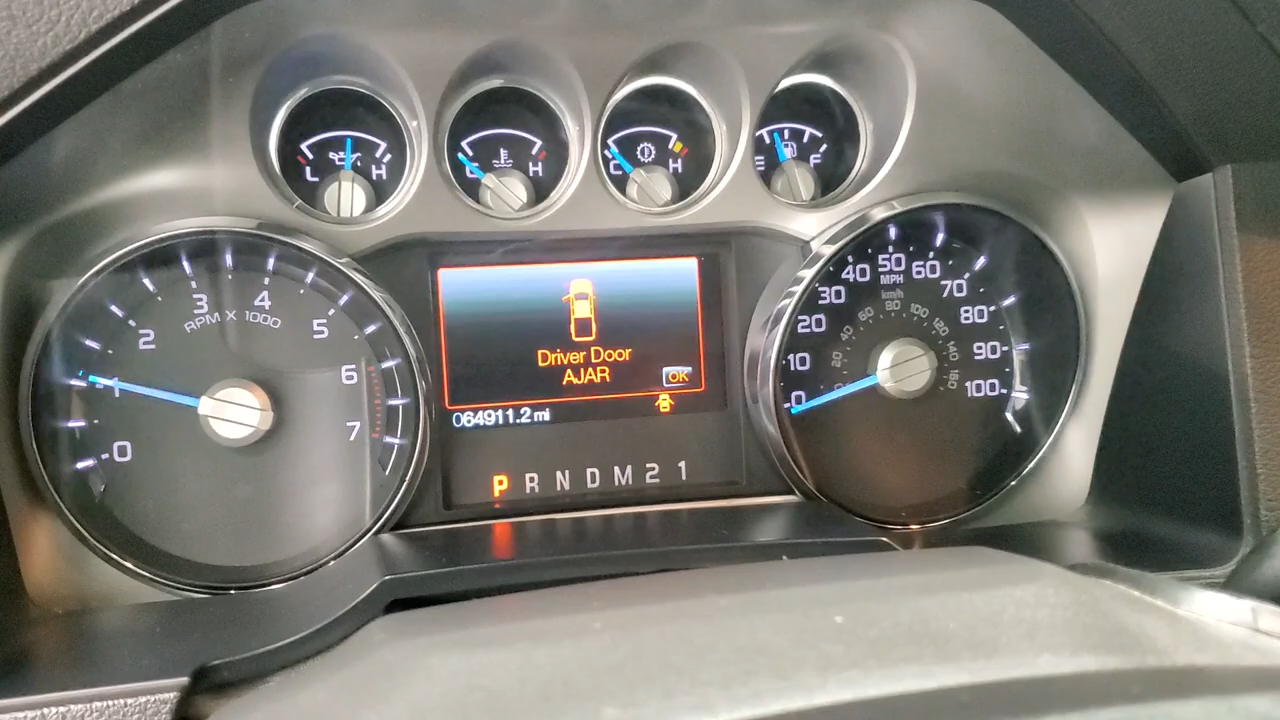 L H
C H
C
E F
0 1 2 3 4 5 6 7
RPM X 1000
Driver Door
AJAR
OK
064911.2 mi
P R N D M 2 1
0 10 20 30 40 50 60 70 80 90 100
MPH
km/h
20 40 60 80 100 120 140 160